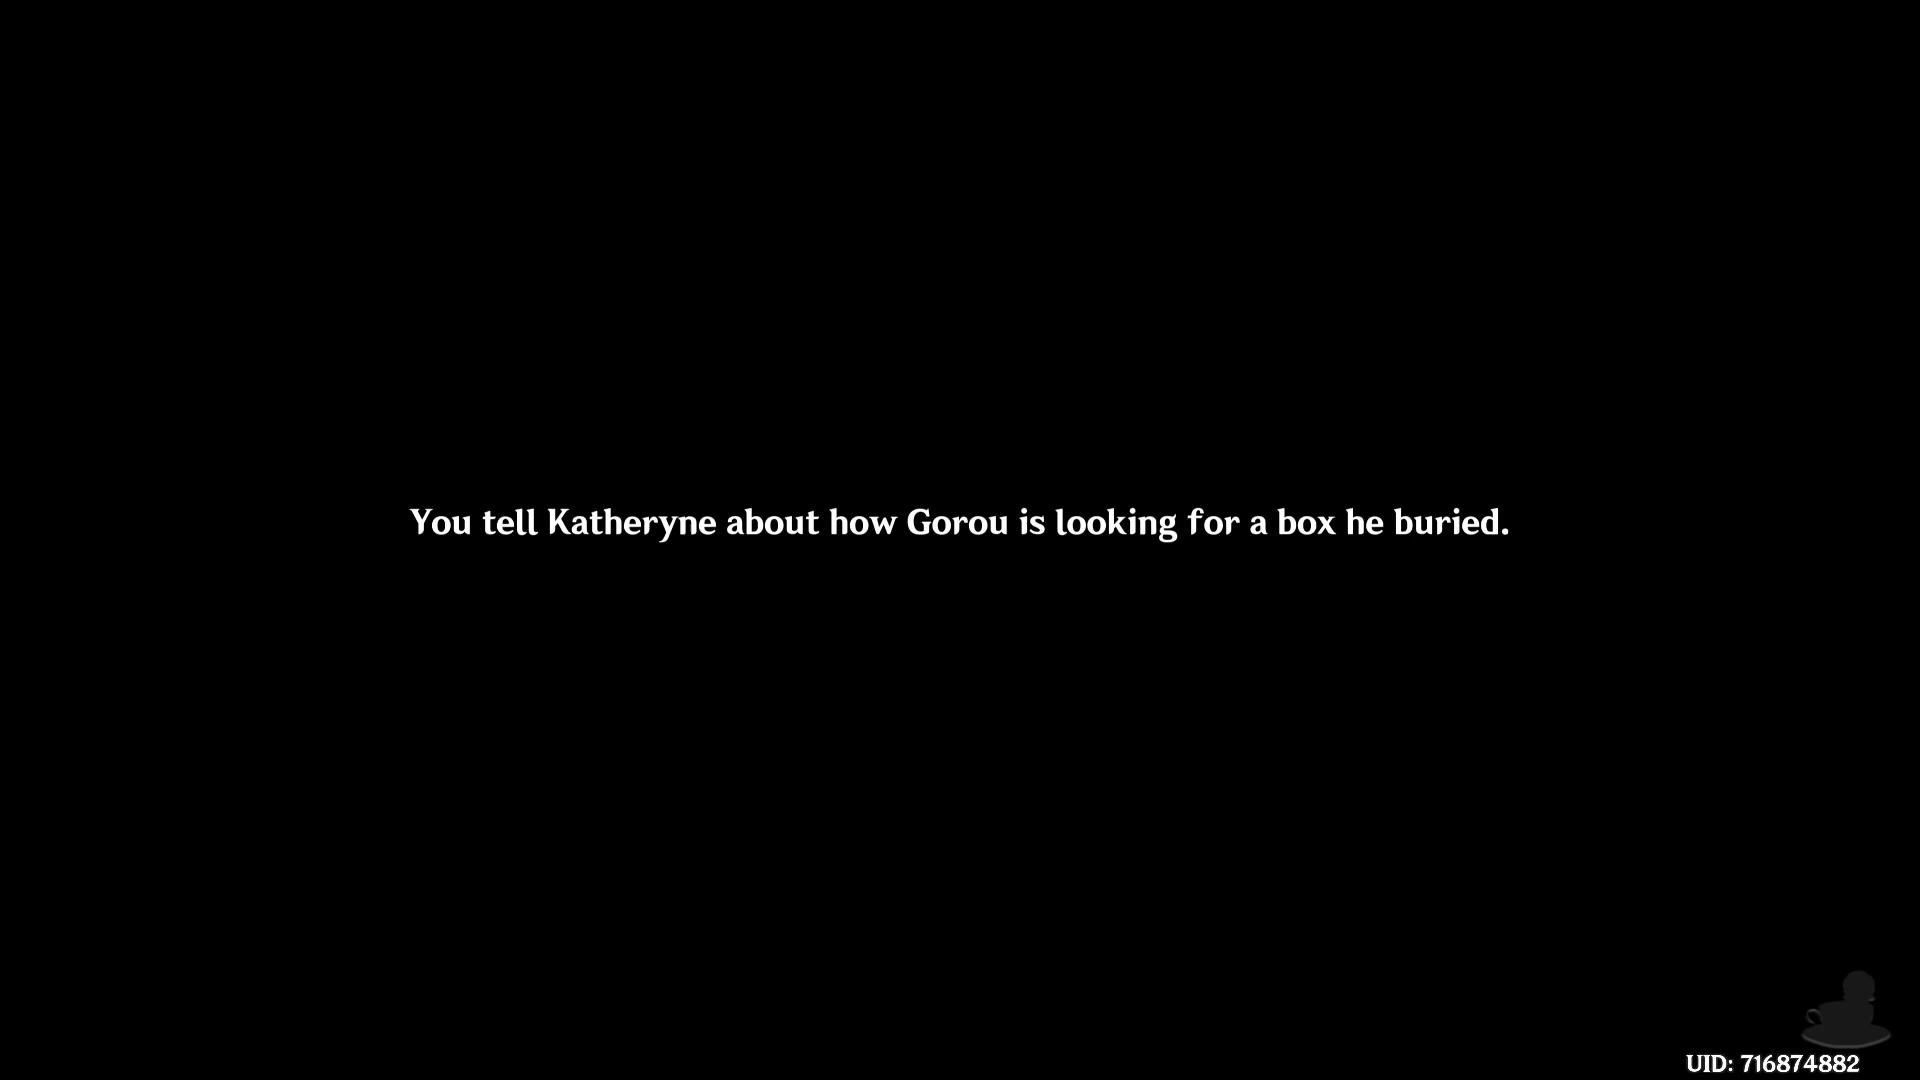 You tell Katheryne about how Gorou is looking for a box he buried.
UID: 716874882